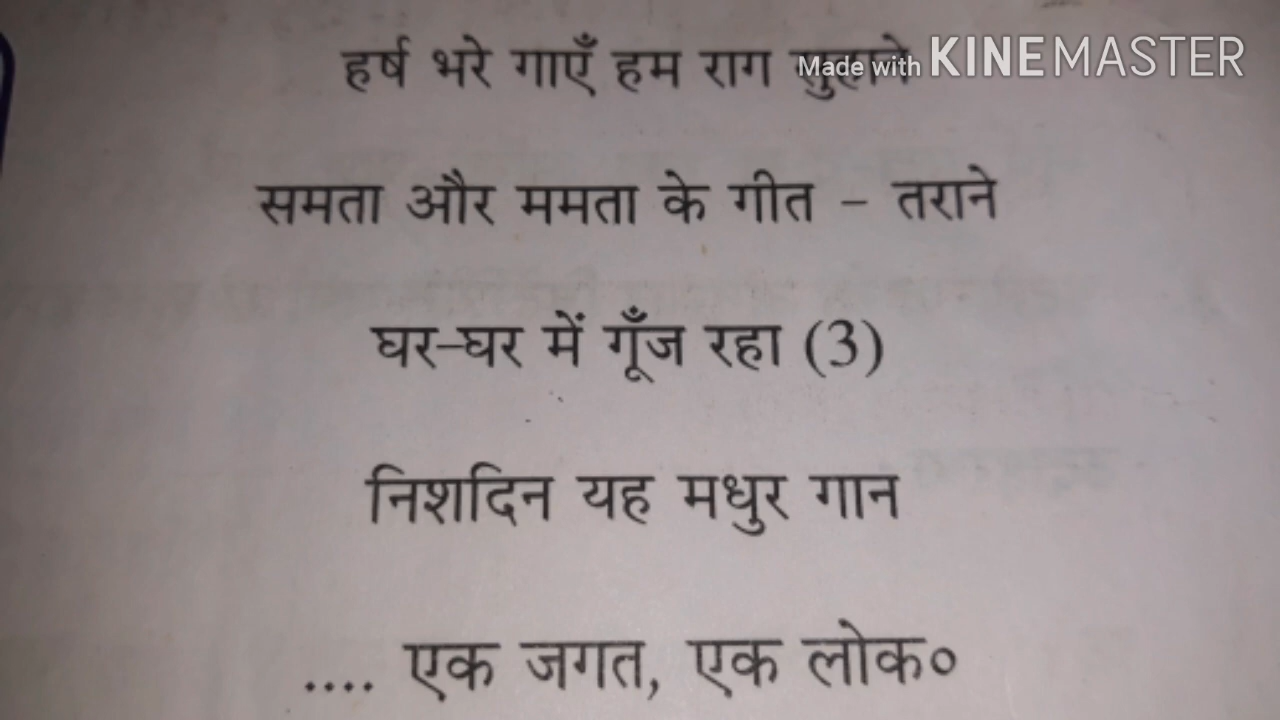 हर्ष भरे गाएँ हम राग सुहाने
Made with KINEMASTER
समता और ममता के गीत – तराने
घर–घर में गूँज रहा (3)
निशदिन यह मधुर गान
.... एक जगत, एक लोक०